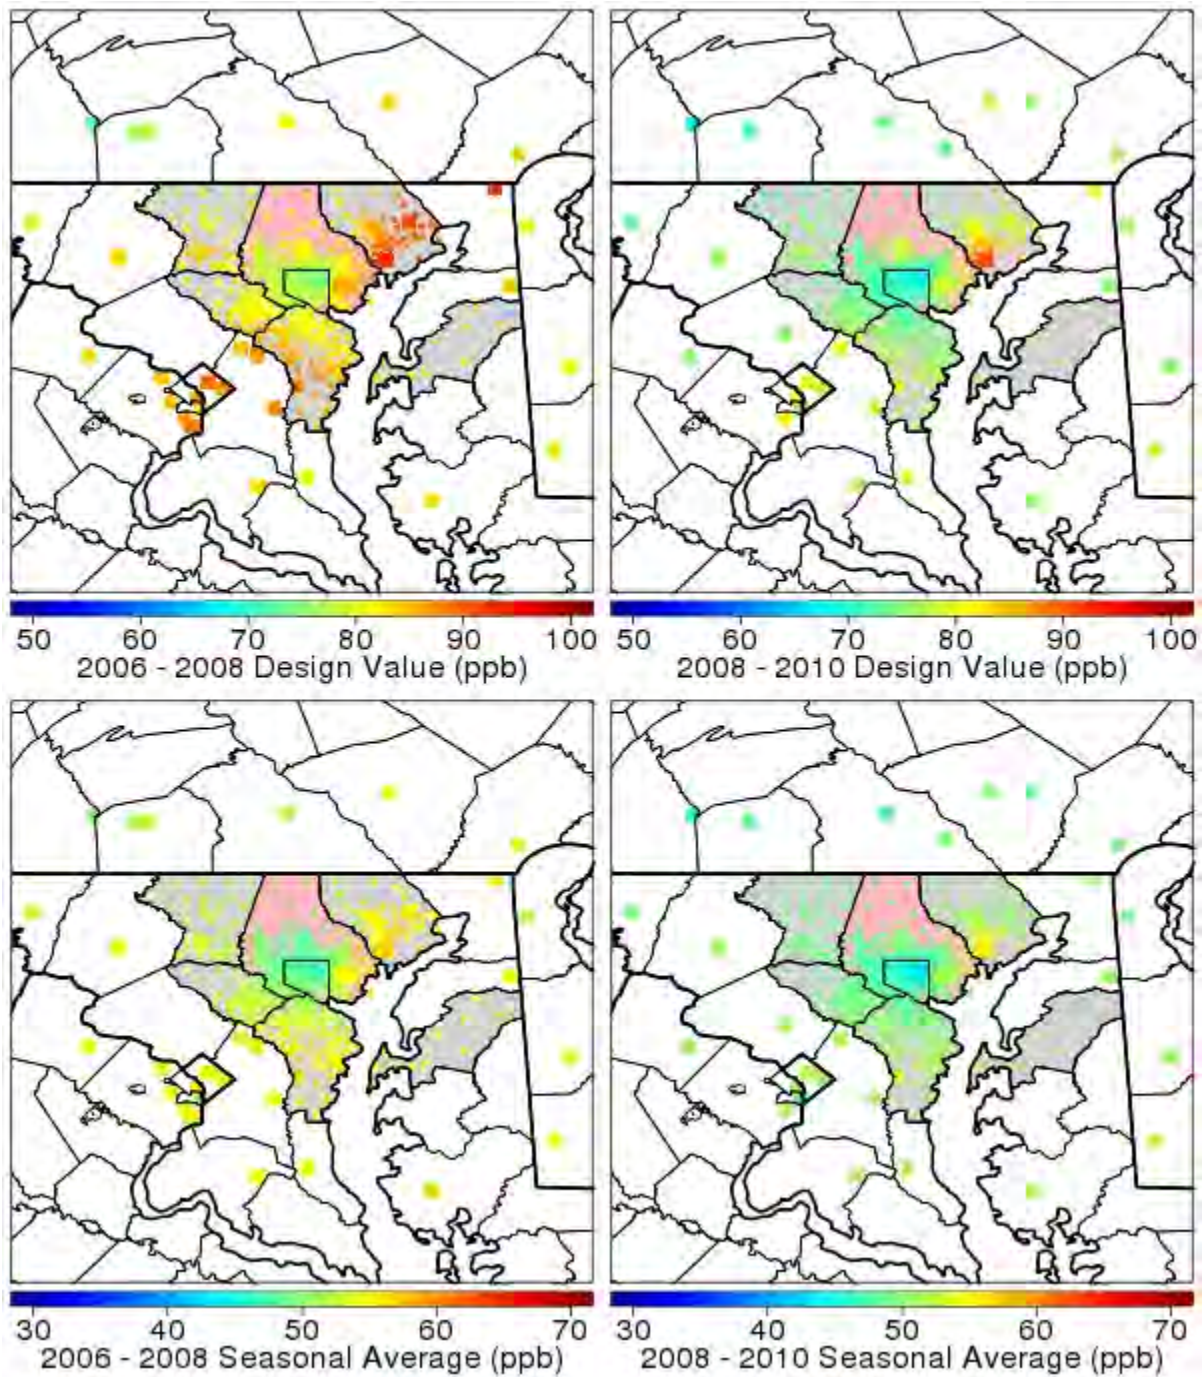 50 60 70 80 90 100
2006 - 2008 Design Value (ppb)
50 60 70 80 90 100
2008 - 2010 Design Value (ppb)
30 40 50 60 70
2006 - 2008 Seasonal Average (ppb)
30 40 50 60 70
2008 - 2010 Seasonal Average (ppb)